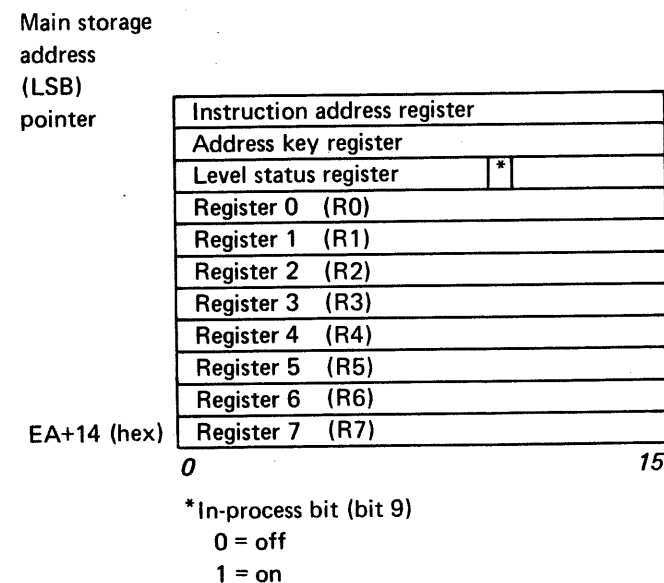 Main storage
address
(LSB)
pointer
Instruction address register
Address key register
Level status register *
Register 0 (R0)
Register 1 (R1)
Register 2 (R2)
Register 3 (R3)
Register 4 (R4)
Register 5 (R5)
Register 6 (R6)
EA+14 (hex) Register 7 (R7)
0 15
*In-process bit (bit 9)
0 = off
1 = on